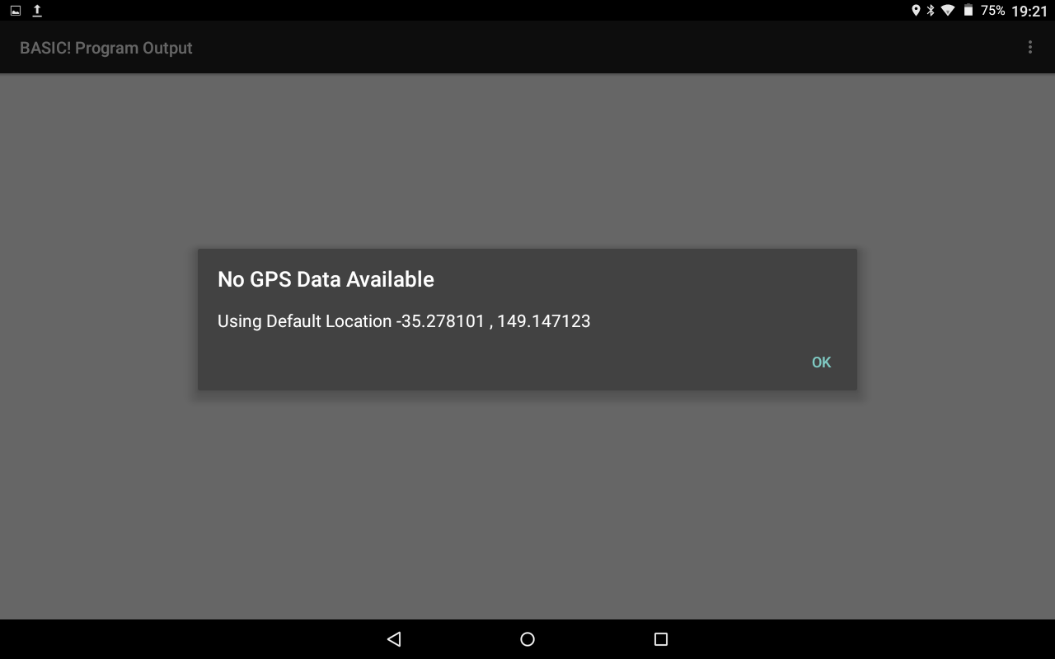 75% 19:21
BASIC! Program Output
No GPS Data Available
Using Default Location -35.278101 , 149.147123
OK